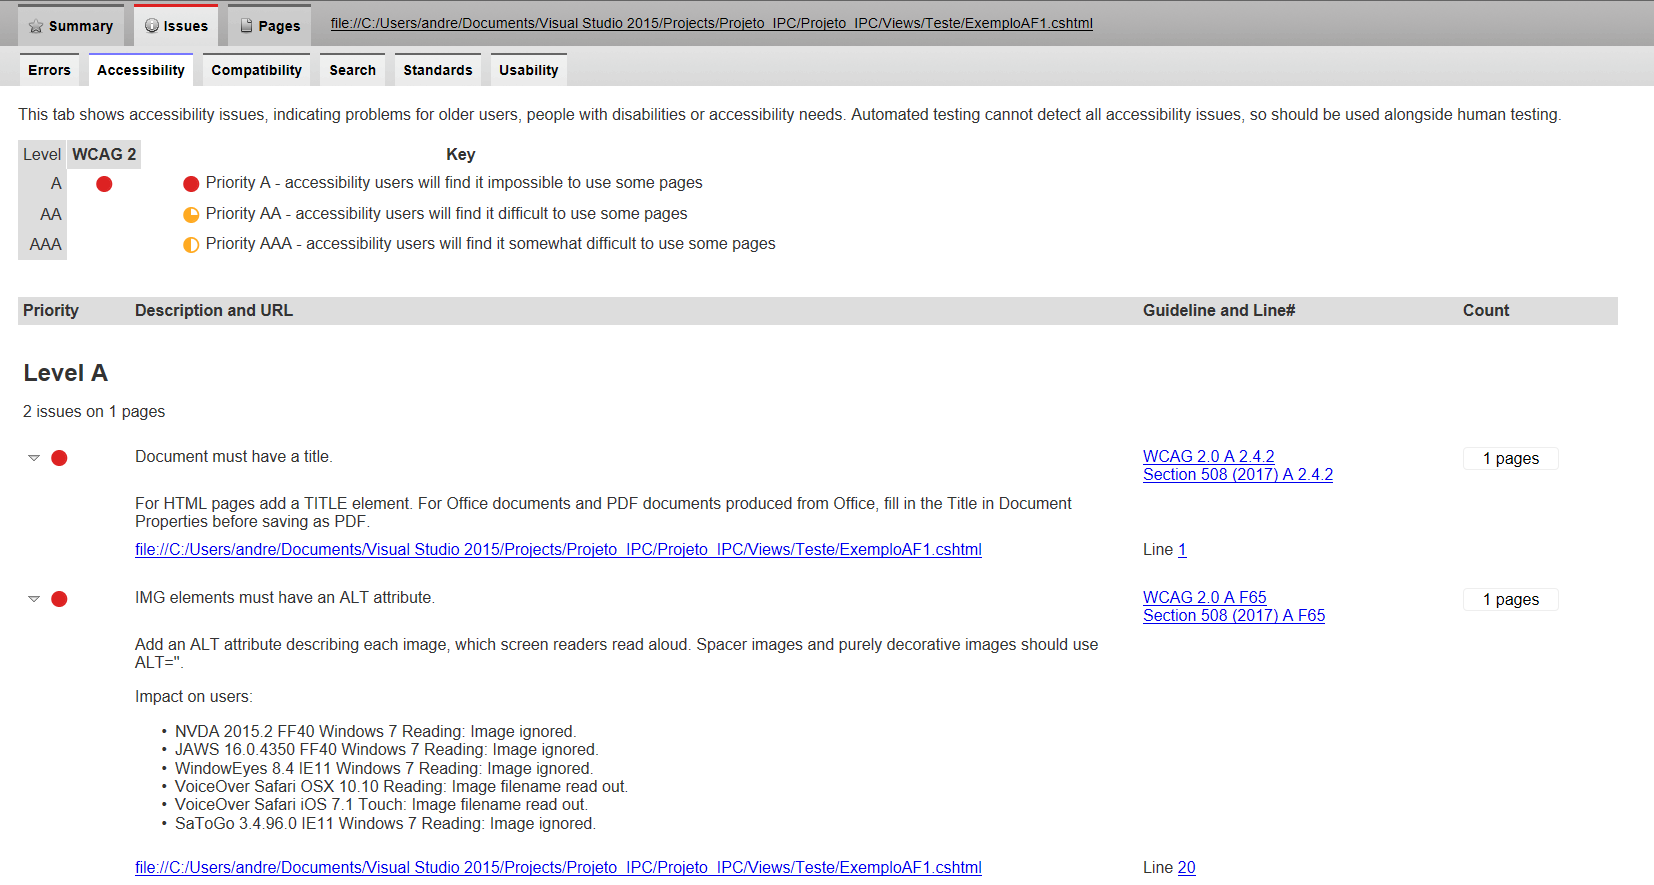 Summary Issues Pages file://C:/Users/andre/Documents/Visual Studio 2015/Projects/Projeto_IPC/Projeto_IPC/Views/Teste/ExemploAF1.cshtml
Errors Accessibility Compatibility Search Standards Usability
This tab shows accessibility issues, indicating problems for older users, people with disabilities or accessibility needs. Automated testing cannot detect all accessibility issues, so should be used alongside human testing.
Level WCAG 2 Key
A Priority A - accessibility users will find it impossible to use some pages
AA Priority AA - accessibility users will find it difficult to use some pages
AAA Priority AAA - accessibility users will find it somewhat difficult to use some pages
Priority Description and URL Guideline and Line# Count
Level A
2 issues on 1 pages
Document must have a title. WCAG 2.0 A 2.4.2 1 pages
Section 508 (2017) A 2.4.2
For HTML pages add a TITLE element. For Office documents and PDF documents produced from Office, fill in the Title in Document
Properties before saving as PDF.
file://C:/Users/andre/Documents/Visual Studio 2015/Projects/Projeto_IPC/Projeto_IPC/Views/Teste/ExemploAF1.cshtml Line 1
IMG elements must have an ALT attribute. WCAG 2.0 A F65 1 pages
Section 508 (2017) A F65
Add an ALT attribute describing each image, which screen readers read aloud. Spacer images and purely decorative images should use
ALT=''.
Impact on users:
• NVDA 2015.2 FF40 Windows 7 Reading: Image ignored.
• JAWS 16.0.4350 FF40 Windows 7 Reading: Image ignored.
• WindowEyes 8.4 IE11 Windows 7 Reading: Image ignored.
• VoiceOver Safari OSX 10.10 Reading: Image filename read out.
• VoiceOver Safari iOS 7.1 Touch: Image filename read out.
• SaToGo 3.4.96.0 IE11 Windows 7 Reading: Image ignored.
file://C:/Users/andre/Documents/Visual Studio 2015/Projects/Projeto_IPC/Projeto_IPC/Views/Teste/ExemploAF1.cshtml Line 20